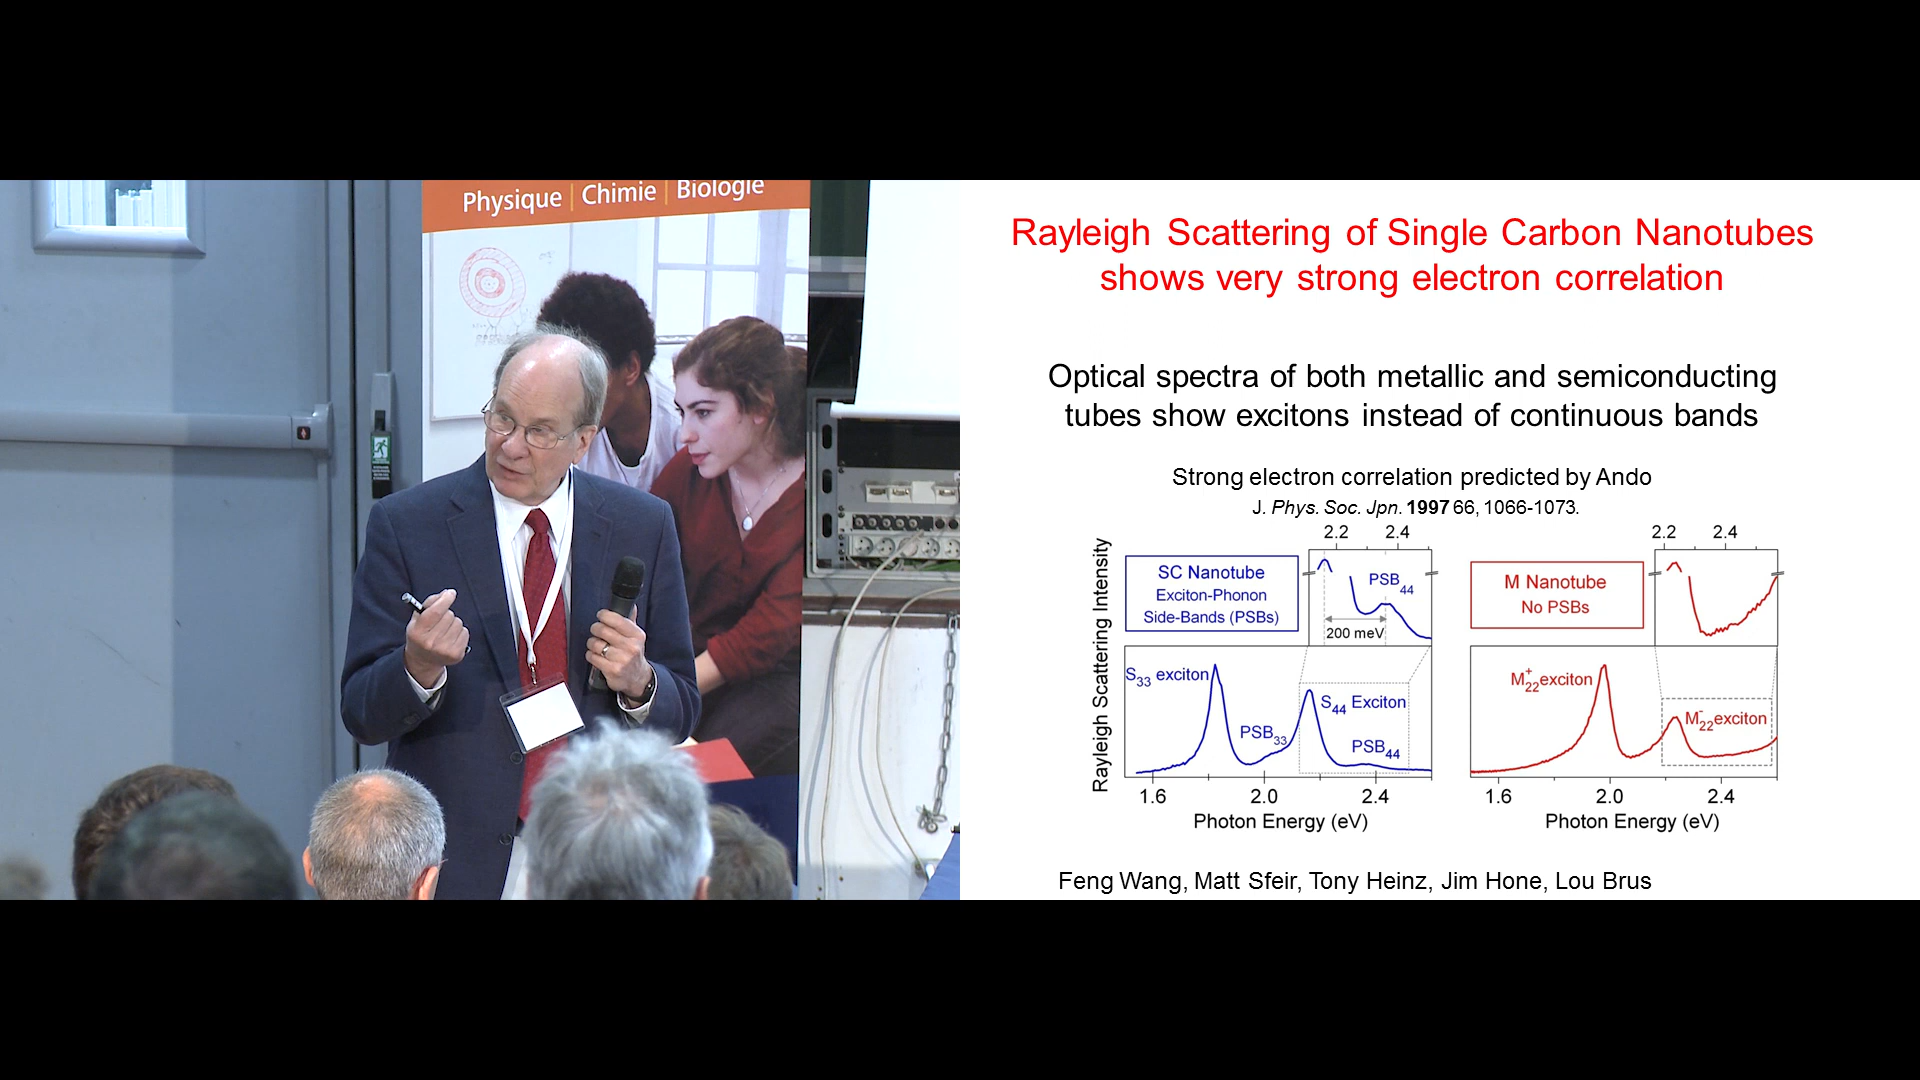 Physique | Chimie | Biologie
Rayleigh Scattering of Single Carbon Nanotubes
shows very strong electron correlation
Optical spectra of both metallic and semiconducting
tubes show excitons instead of continuous bands
Strong electron correlation predicted by Ando
J. Phys. Soc. Jpn. 1997 66, 1066-1073.
2.2 2.4
2.2 2.4
Rayleigh Scattering Intensity
SC Nanotube
Exciton-Phonon
Side-Bands (PSBs)
PSB44
200 meV
M Nanotube
No PSBs
S33 exciton
PSB33
S44 Exciton
PSB44
M22+ exciton
M22- exciton
1.6 2.0 2.4
1.6 2.0 2.4
Photon Energy (eV)
Photon Energy (eV)
Feng Wang, Matt Sfeir, Tony Heinz, Jim Hone, Lou Brus